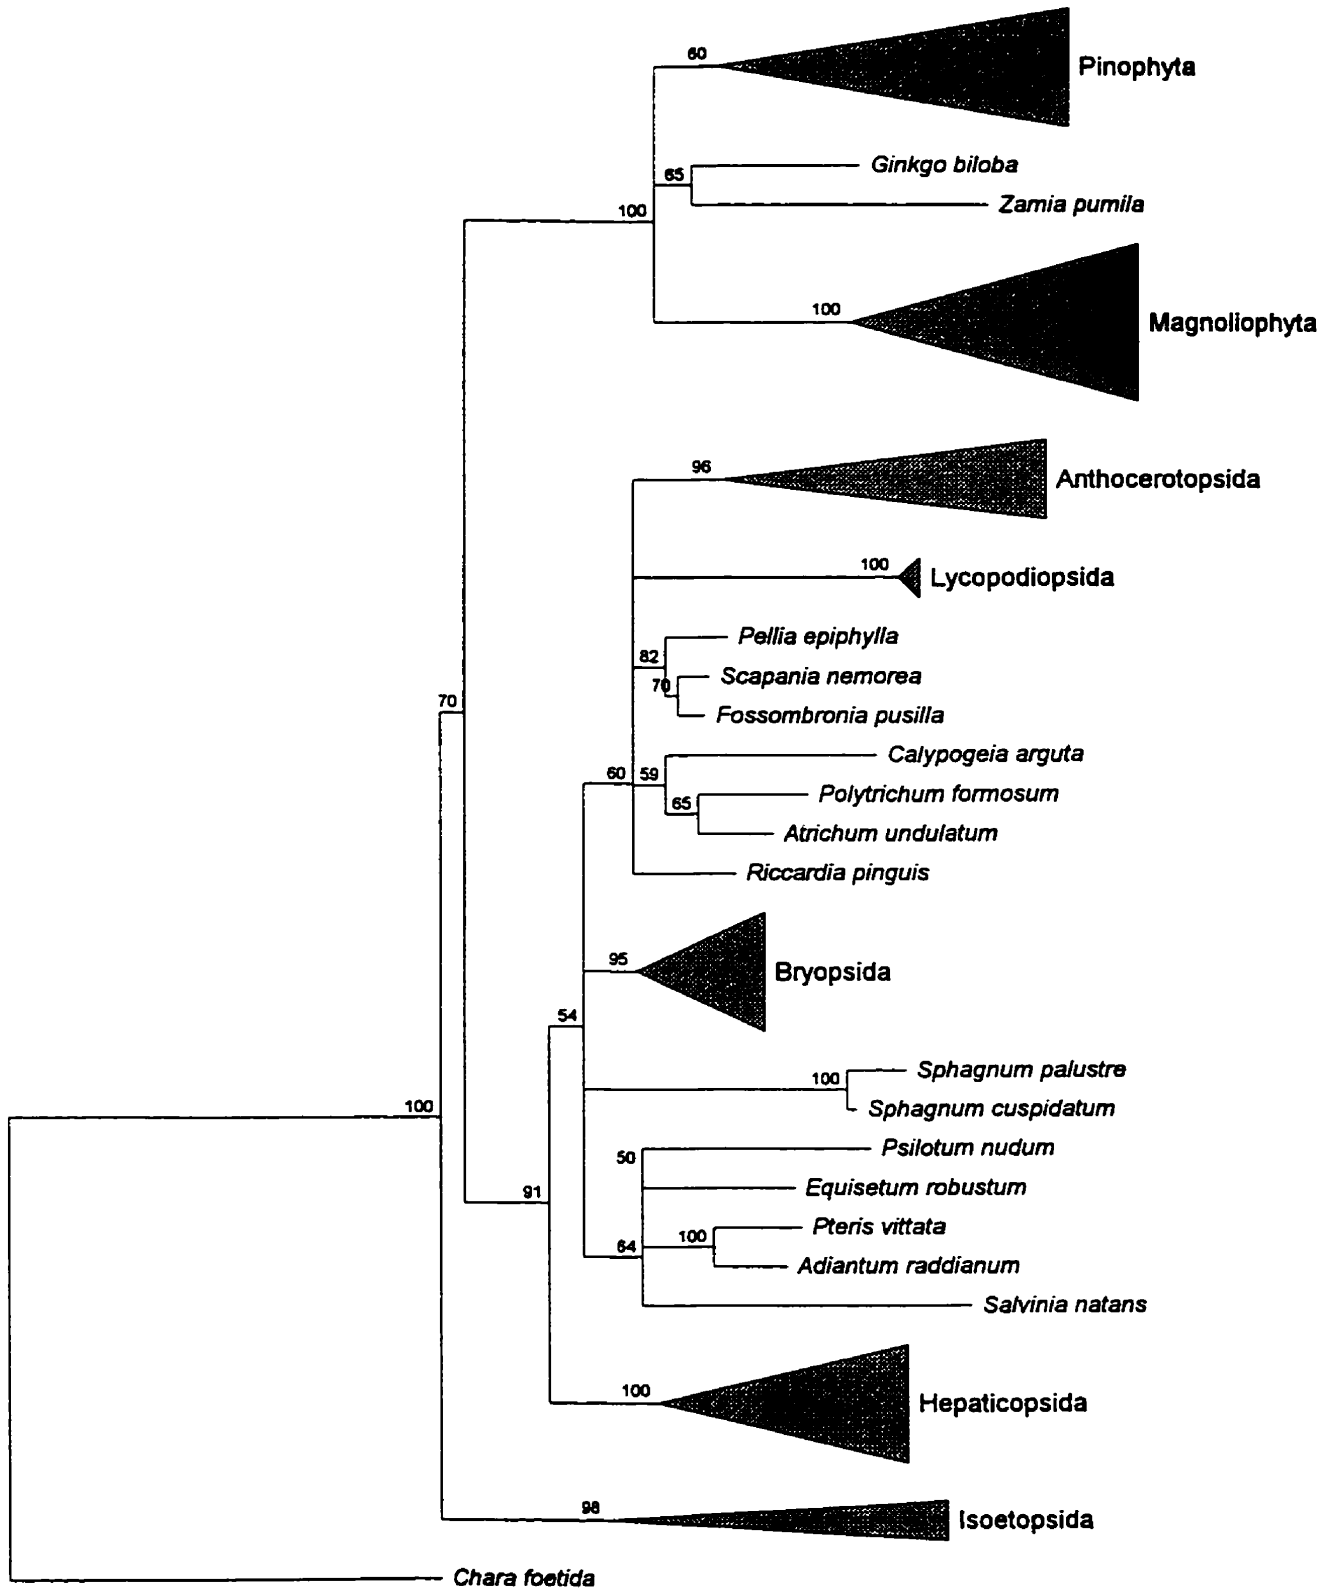 60
Pinophyta
Ginkgo biloba
65
Zamia pumila
100
100
Magnoliophyta
96
Anthocerotopsida
100
Lycopodiopsida
Pellia epiphylla
82
Scapania nemorea
70
Fossombronia pusilla
70
Calypogeia arguta
60
59
Polytrichum formosum
65
Atrichum undulatum
Riccardia pinguis
95
Bryopsida
54
Sphagnum palustre
100
Sphagnum cuspidatum
100
Psilotum nudum
50
Equisetum robustum
91
Pteris vittata
100
64
Adiantum raddianum
Salvinia natans
100
Hepaticopsida
98
Isoetopsida
Chara foetida